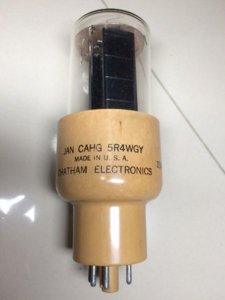 JAN CAHG 5R4WGY
MADE IN U. S. A.
CHATHAM ELECTRONICS